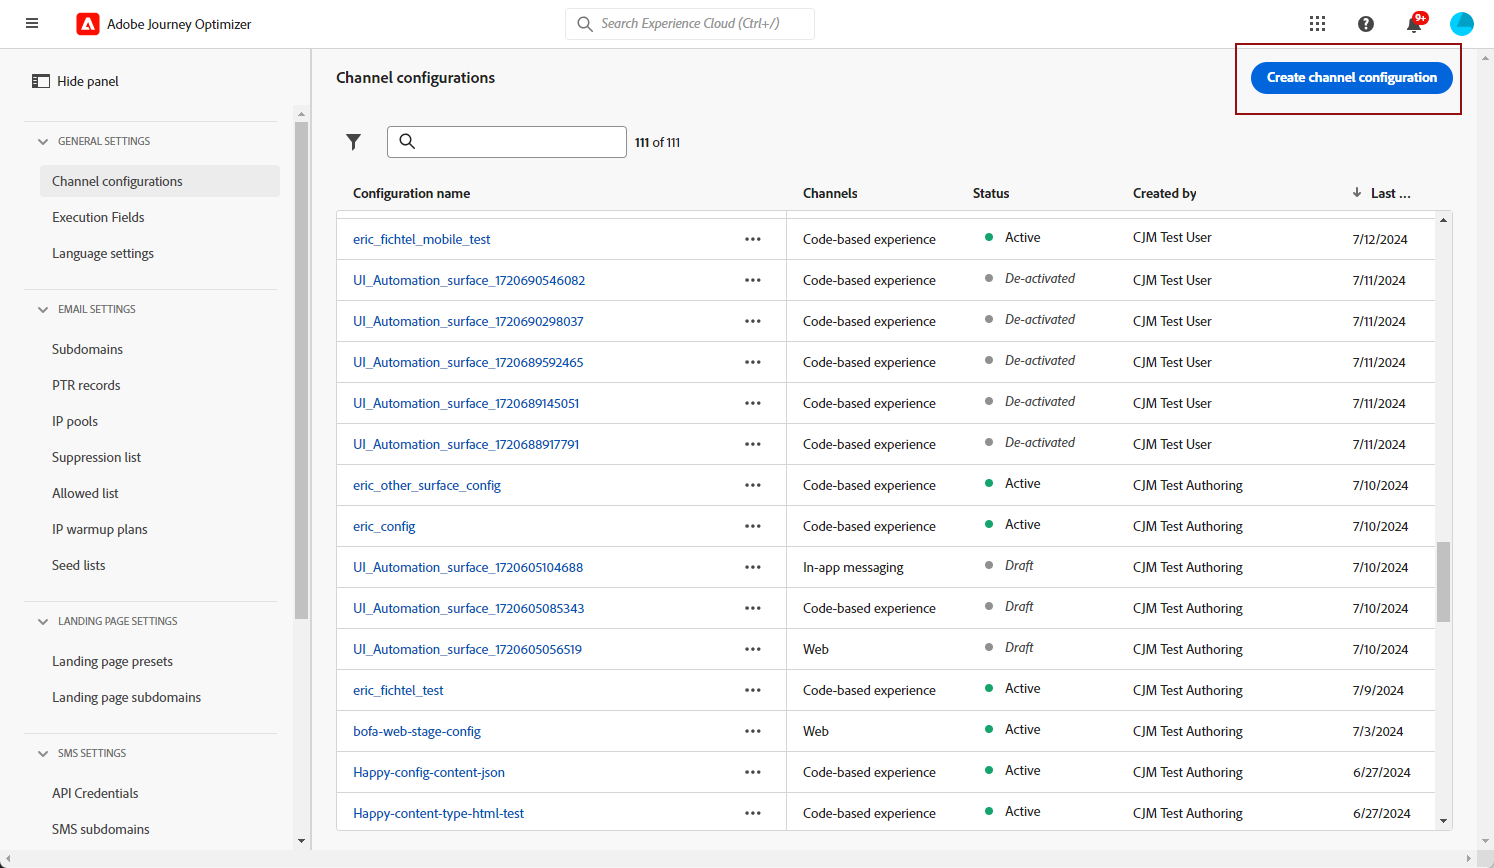 Adobe Journey Optimizer
Search Experience Cloud (Ctrl+/)
9+
Hide panel
GENERAL SETTINGS
Channel configurations
Execution Fields
Language settings
EMAIL SETTINGS
Subdomains
PTR records
IP pools
Suppression list
Allowed list
IP warmup plans
Seed lists
LANDING PAGE SETTINGS
Landing page presets
Landing page subdomains
SMS SETTINGS
API Credentials
SMS subdomains
Channel configurations
Create channel configuration
111 of 111
Configuration name Channels Status Created by Last ...
eric_fichtel_mobile_test Code-based experience Active CJM Test User 7/12/2024
UI_Automation_surface_1720690546082 Code-based experience De-activated CJM Test User 7/11/2024
UI_Automation_surface_1720690298037 Code-based experience De-activated CJM Test User 7/11/2024
UI_Automation_surface_1720689592465 Code-based experience De-activated CJM Test User 7/11/2024
UI_Automation_surface_1720689145051 Code-based experience De-activated CJM Test User 7/11/2024
UI_Automation_surface_1720688917791 Code-based experience De-activated CJM Test User 7/11/2024
eric_other_surface_config Code-based experience Active CJM Test Authoring 7/10/2024
eric_config Code-based experience Active CJM Test Authoring 7/10/2024
UI_Automation_surface_1720605104688 In-app messaging Draft CJM Test Authoring 7/10/2024
UI_Automation_surface_1720605085343 Code-based experience Draft CJM Test Authoring 7/10/2024
UI_Automation_surface_1720605056519 Web Draft CJM Test Authoring 7/10/2024
eric_fichtel_test Code-based experience Active CJM Test Authoring 7/9/2024
bofa-web-stage-config Web Active CJM Test Authoring 7/3/2024
Happy-config-content-json Code-based experience Active CJM Test Authoring 6/27/2024
Happy-content-type-html-test Code-based experience Active CJM Test Authoring 6/27/2024